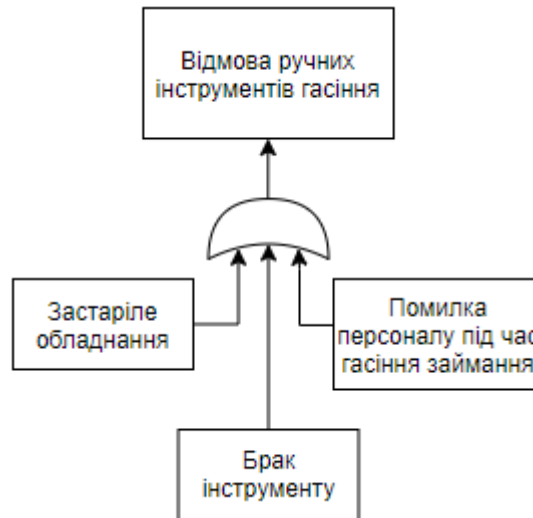 Відмова ручних
інструментів гасіння
Застаріле
обладнання
Помилка
персоналу під час
гасіння займання
Брак
інструменту